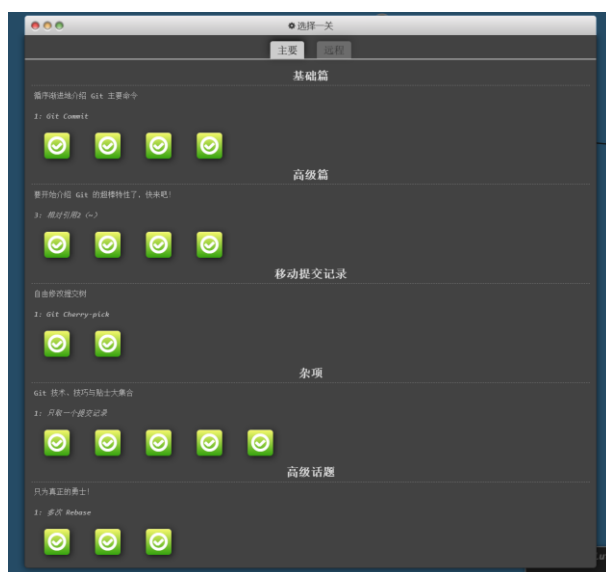 选择一关
主要 远程
基础篇
循序渐进地介绍 Git 主要命令
1: Git Commit
高级篇
要开始介绍 Git 的超棒特性了，快来吧！
3: 相对引用2（~）
移动提交记录
自由修改提交树
1: Git Cherry-pick
杂项
Git 技术、技巧与贴士大集合
1: 只取一个提交记录
高级话题
只为真正的勇士！
1: 多次 Rebase